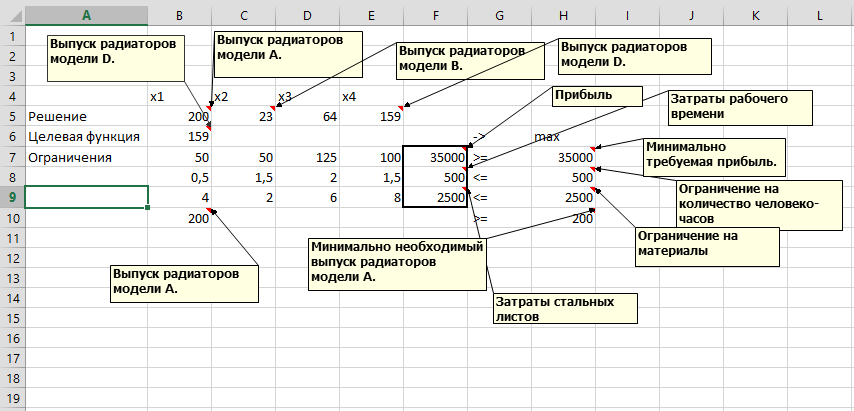 A B C D E F G H I J K L
1
2 Выпуск радиаторов
модели D.
Выпуск радиаторов
модели А.
Выпуск радиаторов
модели В.
Выпуск радиаторов
модели D.
3
4 x1 x2 x3 x4
Прибыль
Затраты рабочего
времени
5 Решение 200 23 64 159
6 Целевая функция 159 -> max
7 Ограничения 50 50 125 100 35000 >= 35000
Минимально
требуемая прибыль.
8 0,5 1,5 2 1,5 500 <= 500
9 4 2 6 8 2500 <= 2500
Ограничение на
количество человеко-
часов
10 200 >= 200
11
Ограничение на
материалы
12 Минимально необходимый
выпуск радиаторов
модели А.
13 Выпуск радиаторов
модели А.
14
Затраты стальных
листов
15
16
17
18
19